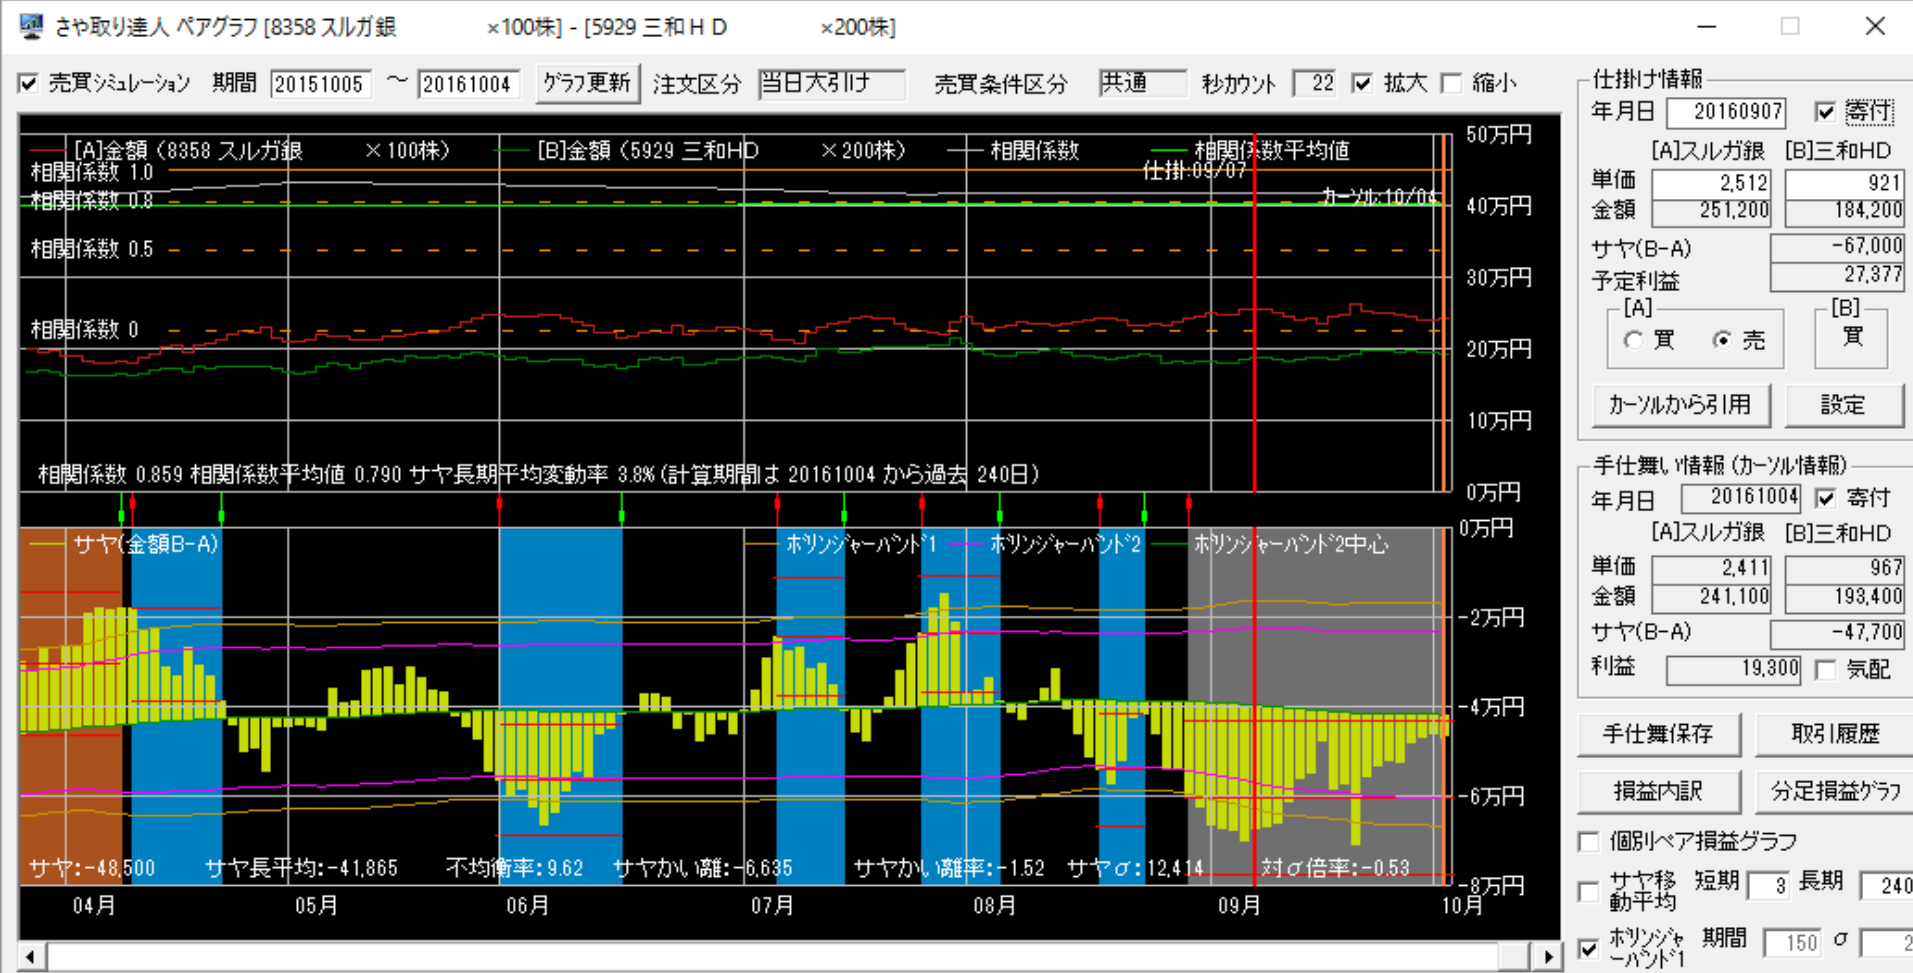 さや取り達人 ペアグラフ [8358 スルガ銀 ×100株] - [5929 三和HD ×200株]
売買シミュレーション 期間 20151005 ～ 20161004 グラフ更新 注文区分 当日大引け 売買条件区分 共通 秒カウント 22 拡大 縮小
[A]金額 (8358 スルガ銀 ×100株) [B]金額 (5929 三和HD ×200株) 相関係数 相関係数平均値
50万円
相関係数 1.0
仕掛:09/07
相関係数 0.8
カーソル:10/04
40万円
相関係数 0.5
30万円
相関係数 0
20万円
10万円
相関係数 0.859 相関係数平均値 0.790 サヤ長期平均変動率 3.8% (計算期間は 20161004 から過去 240日)
0万円
0万円
サヤ(金額B-A) ボリンジャーバンド1 ボリンジャーバンド2 ボリンジャーバンド2中心
-2万円
-4万円
-6万円
サヤ:-48,500 サヤ長平均:-41,865 不均衡率:9.62 サヤかい離:-6,635 サヤかい離率:-1.52 サヤσ:12,414 対σ倍率:-0.53
-8万円
04月 05月 06月 07月 08月 09月 10月
仕掛け情報
年月日 20160907 寄付
[A]スルガ銀 [B]三和HD
単価 2,512 921
金額 251,200 184,200
サヤ(B-A) -67,000
予定利益 27,377
[A] [B]
買 売 買
カーソルから引用 設定
手仕舞い情報 (カーソル情報)
年月日 20161004 寄付
[A]スルガ銀 [B]三和HD
単価 2,411 967
金額 241,100 193,400
サヤ(B-A) -47,700
利益 19,300 気配
手仕舞保存 取引履歴
損益内訳 分足損益グラフ
個別ペア損益グラフ
サヤ移動平均 短期 3 長期 240
ボリンジャーバンド1 期間 150 σ 2